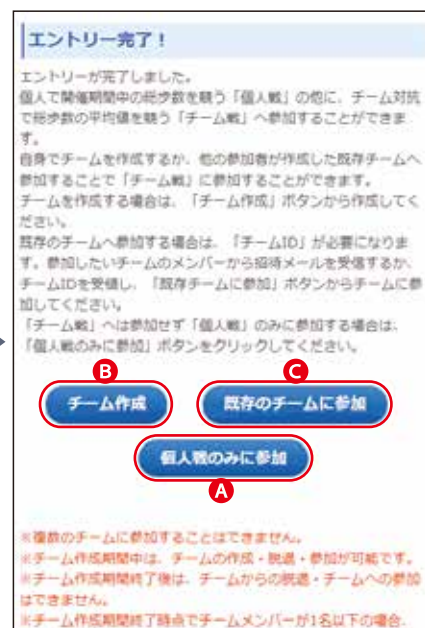 エントリー完了！
エントリーが完了しました。
個人で開催期間中の総歩数を競う「個人戦」の他に、チーム対抗
で総歩数の平均値を競う「チーム戦」へ参加することができま
す。
自身でチームを作成するか、他の参加者が作成した既存チームへ
参加することで「チーム戦」に参加することができます。
チームを作成する場合は、「チーム作成」ボタンから作成してく
ださい。
既存のチームへ参加する場合は、「チームID」が必要になりま
す。参加したいチームのメンバーから招待メールを受信するか、
チームIDを受領し、「既存チームに参加」ボタンからチームに参
加してください。
「チーム戦」へは参加せず「個人戦」のみに参加する場合は、
「個人戦のみに参加」ボタンをクリックしてください。
B C
チーム作成 既存のチームに参加
個人戦のみに参加
A
※複数のチームに参加することはできません。
※チーム作成期間中は、チームの作成・脱退・参加が可能です。
※チーム作成期間終了後は、チームからの脱退・チームへの参加
はできません。
※チーム作成期間終了時点でチームメンバーが1名以下の場合、